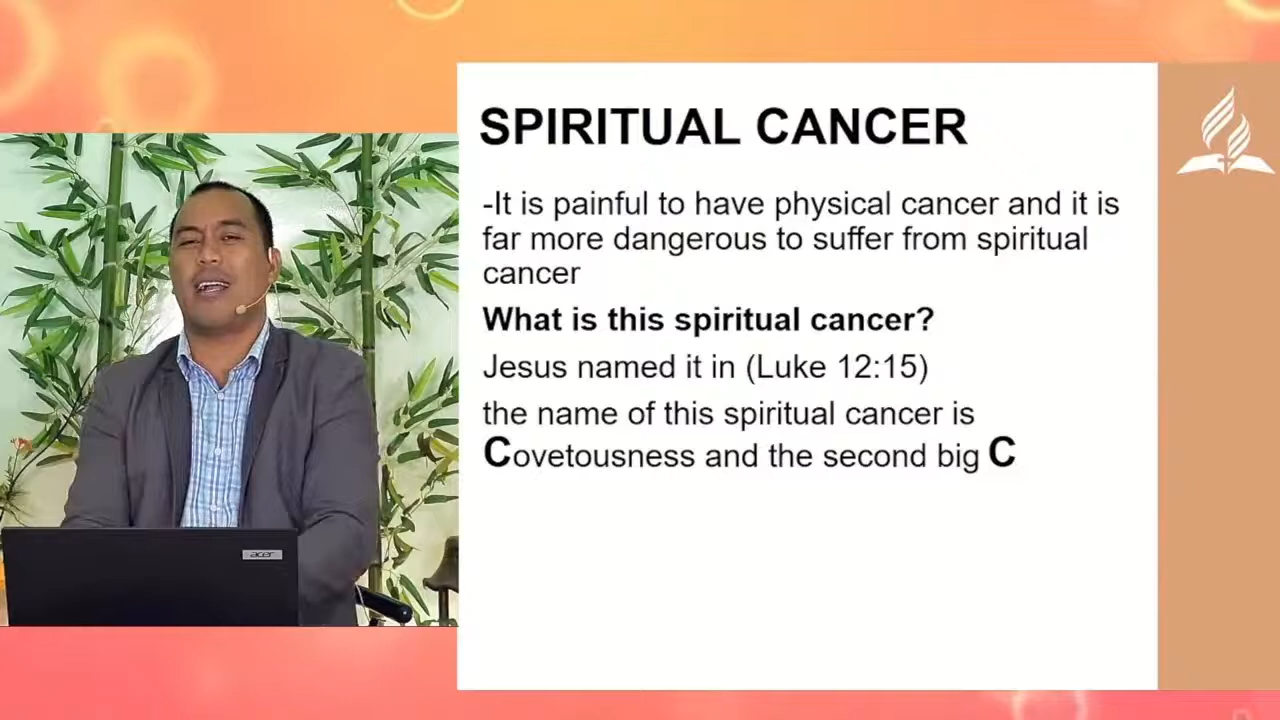 SPIRITUAL CANCER
-It is painful to have physical cancer and it is
far more dangerous to suffer from spiritual
cancer
What is this spiritual cancer?
Jesus named it in (Luke 12:15)
the name of this spiritual cancer is
Covetousness and the second big C
acer